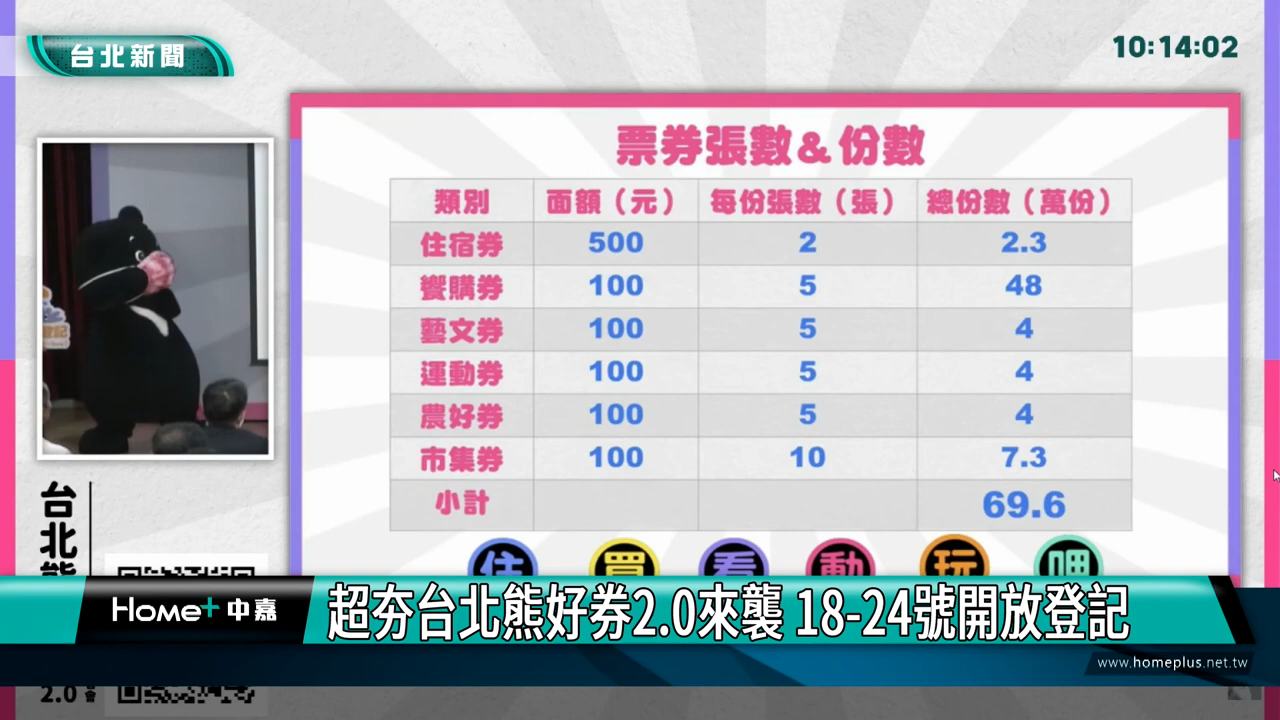 台北新聞
10:14:02
票券張數&份數
類別 面額（元） 每份張數（張） 總份數（萬份）
住宿券 500 2 2.3
饗購券 100 5 48
藝文券 100 5 4
運動券 100 5 4
農好券 100 5 4
市集券 100 10 7.3
小計 69.6
住 買 看 動 玩 呷
台北熊
Home+中嘉
超夯台北熊好券2.0來襲 18-24號開放登記
www.homeplus.net.tw
2.0